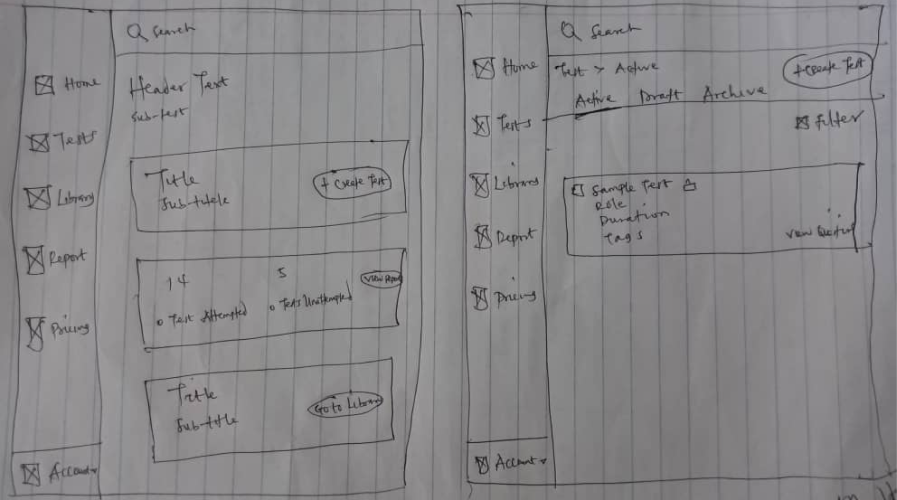 Search
Home
Header Text
Sub-text
Tests
Title
+ Create Test
Sub-title
Library
Report
14
5
View Report
Test Attempted
Tests Unattempted
Pricing
Title
Sub-title
Go to Library
Account
Search
Home
Test > Active
+ Create Test
Active Draft Archive
Tests
Filter
Library
Sample Test
Role
Duration
Tags
View
Report
Pricing
Account